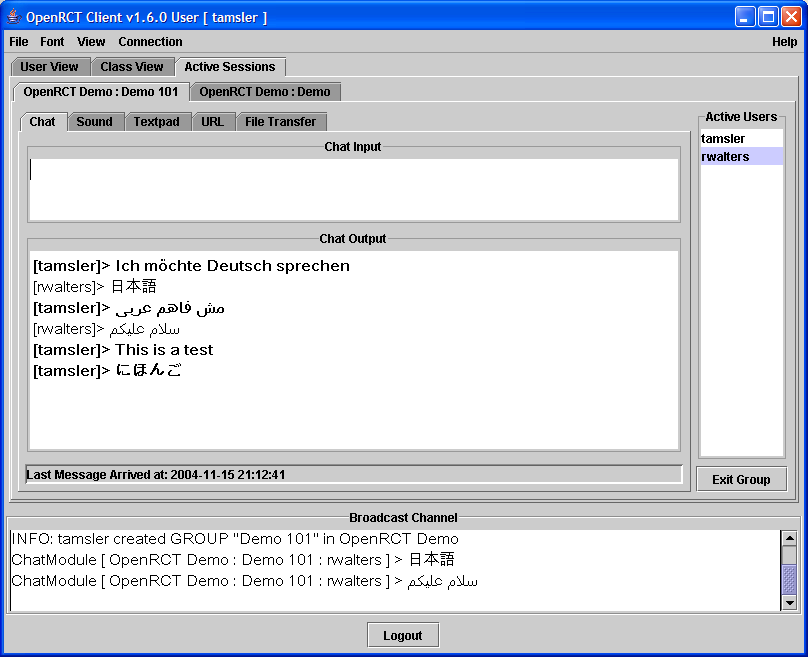 OpenRCT Client v1.6.0 User [ tamsler ]
File Font View Connection Help
User View Class View Active Sessions
OpenRCT Demo : Demo 101 OpenRCT Demo : Demo
Chat Sound Textpad URL File Transfer
Active Users
tamsler
rwalters
Chat Input
Chat Output
[tamsler]> Ich möchte Deutsch sprechen
[rwalters]> 日本語
[tamsler]> مش فاهم عربى
[rwalters]> سلام عليكم
[tamsler]> This is a test
[tamsler]> にほんご
Last Message Arrived at: 2004-11-15 21:12:41
Exit Group
Broadcast Channel
INFO: tamsler created GROUP "Demo 101" in OpenRCT Demo
ChatModule [ OpenRCT Demo : Demo 101 : rwalters ] > 日本語
ChatModule [ OpenRCT Demo : Demo 101 : rwalters ] > سلام عليكم
Logout